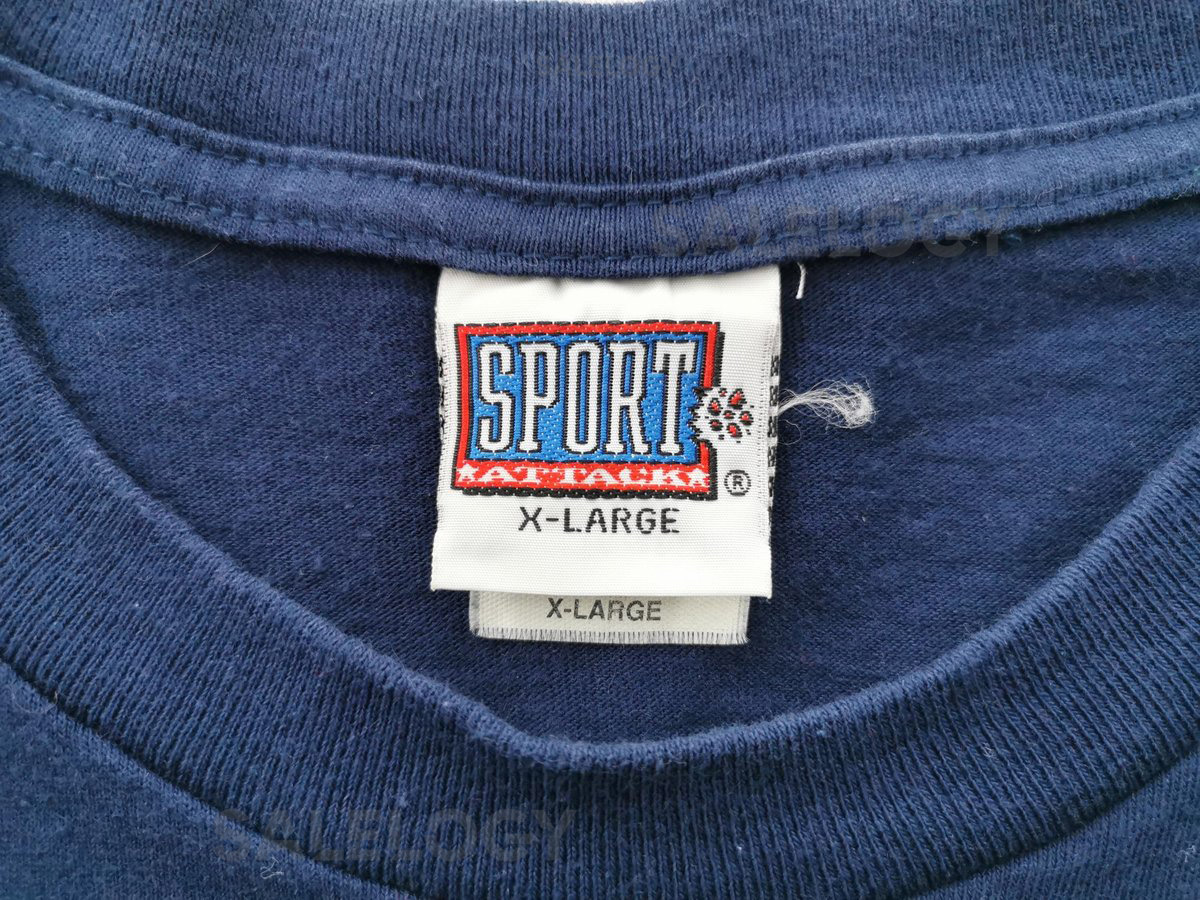 SALELOGY
SPORT
★ATTACK★
®
X-LARGE
X-LARGE
SALELOGY